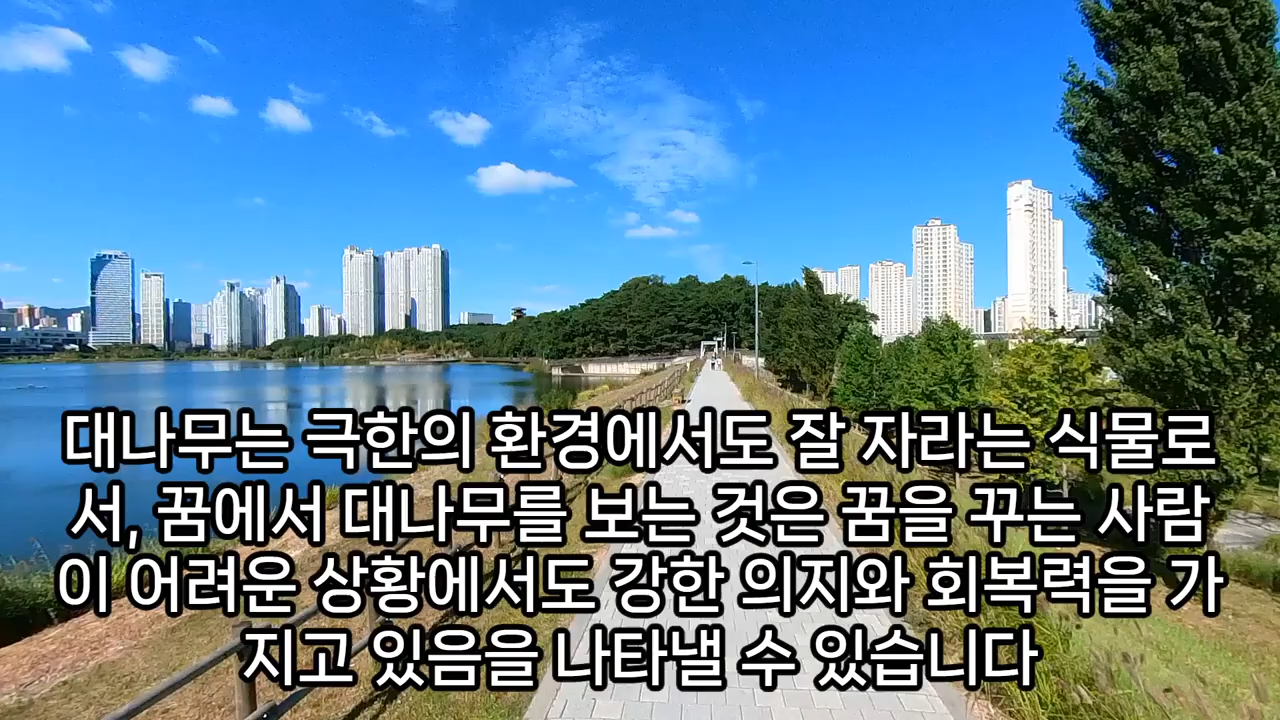 대나무는 극한의 환경에서도 잘 자라는 식물로
서, 꿈에서 대나무를 보는 것은 꿈을 꾸는 사람
이 어려운 상황에서도 강한 의지와 회복력을 가
지고 있음을 나타낼 수 있습니다